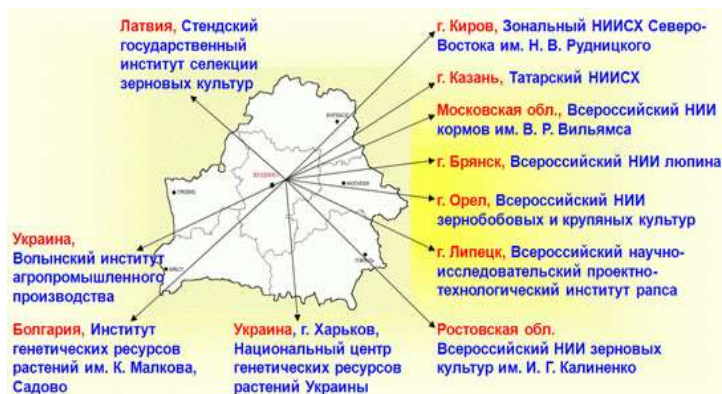 Латвия, Стендский
государственный
институт селекции
зерновых культур
г. Киров, Зональный НИИСХ Северо-
Востока им. Н. В. Рудницкого
г. Казань, Татарский НИИСХ
Московская обл., Всероссийский НИИ
кормов им. В. Р. Вильямса
г. Брянск, Всероссийский НИИ люпина
г. Орел, Всероссийский НИИ
зернобобовых и крупяных культур
г. Липецк, Всероссийский научно-
исследовательский проектно-
технологический институт рапса
Украина,
Волынский институт
агропромышленного
производства
Болгария, Институт
генетических ресурсов
растений им. К. Малкова,
Садово
Украина, г. Харьков,
Национальный центр
генетических ресурсов
растений Украины
Ростовская обл.
Всероссийский НИИ зерновых
культур им. И. Г. Калиненко